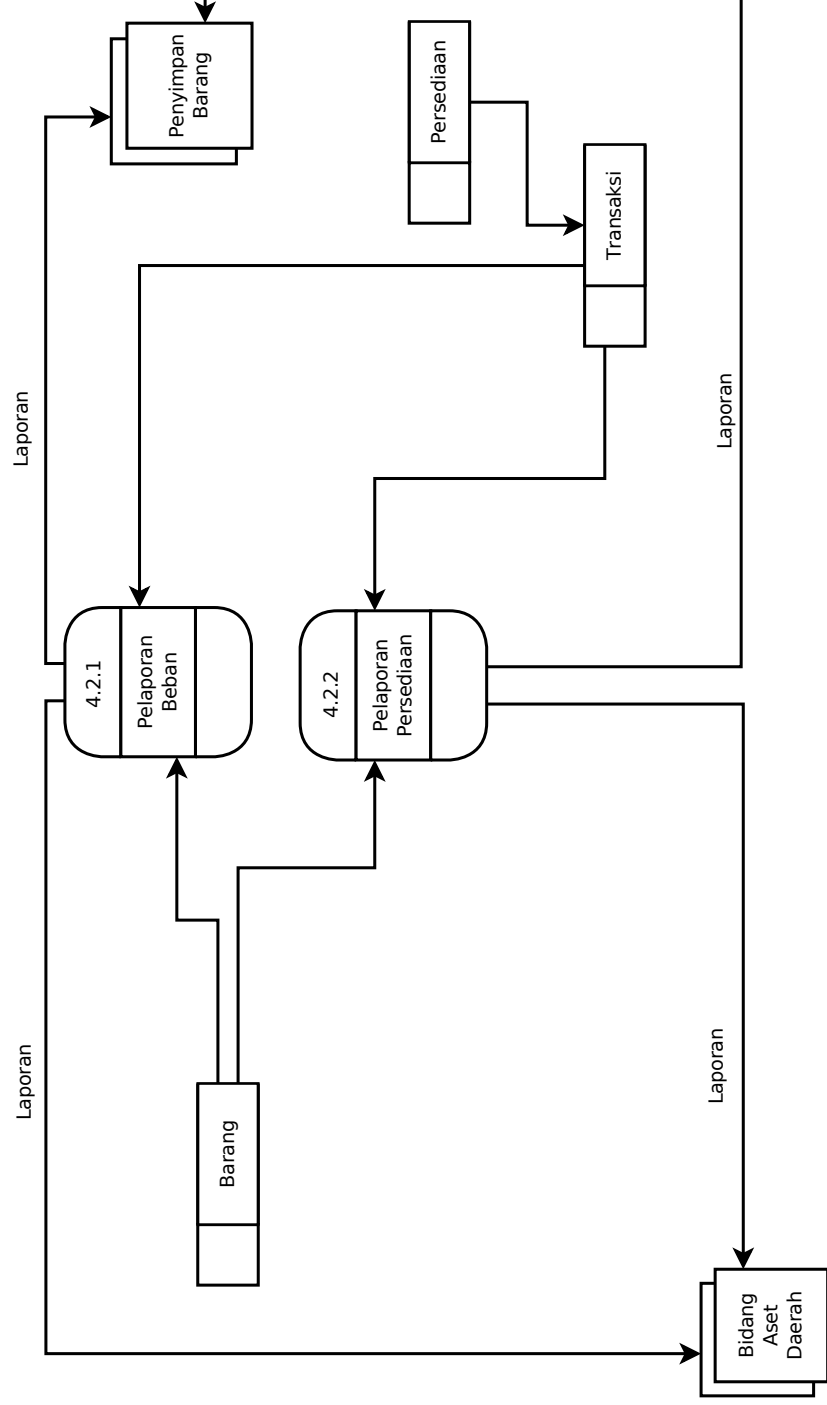 Laporan
Laporan
4.2.1
Pelaporan
Beban
Penyimpan
Barang
Barang
4.2.2
Pelaporan
Persediaan
Persediaan
Transaksi
Laporan
Laporan
Bidang
Aset
Daerah